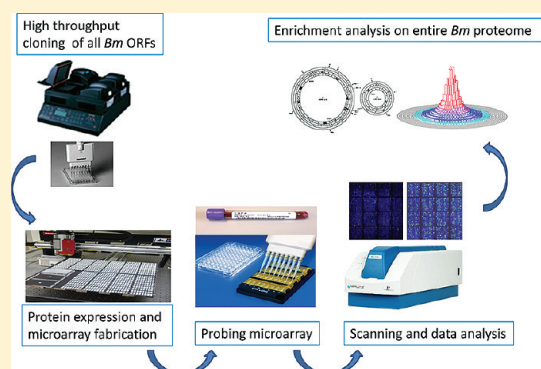 High throughput
cloning of all Bm ORFs
Enrichment analysis on entire Bm proteome
Protein expression and
microarray fabrication
Probing microarray
Scanning and data analysis